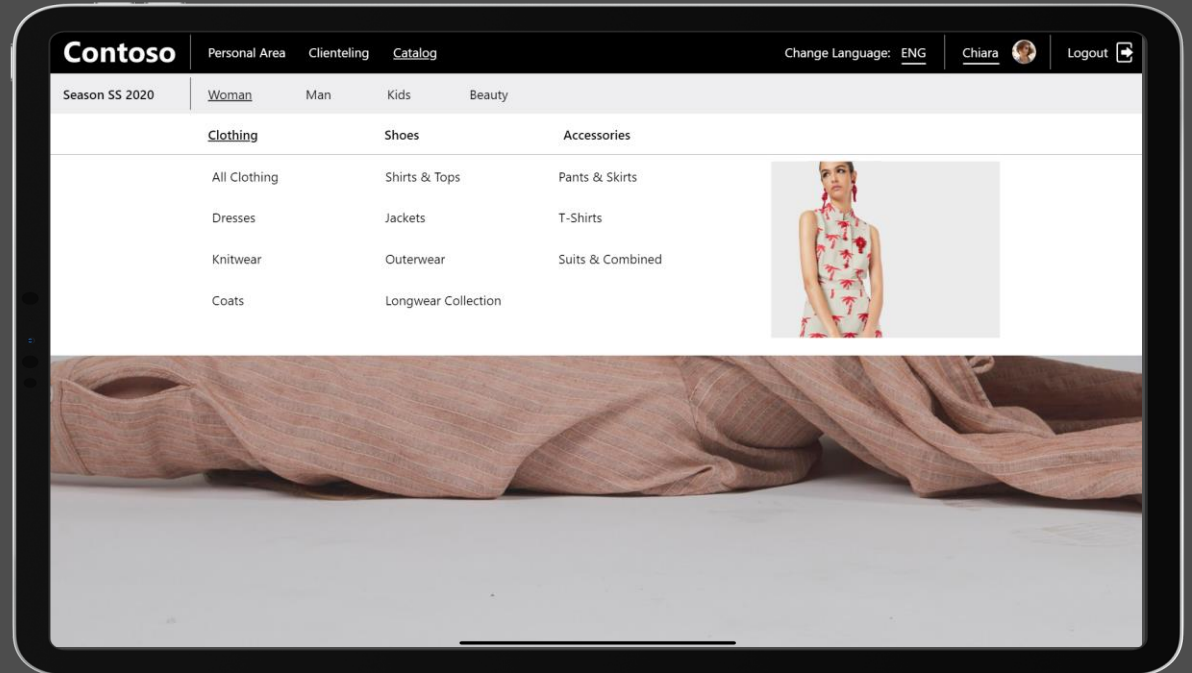 Contoso Personal Area Clienteling Catalog Change Language: ENG Chiara Logout
Season SS 2020 Woman Man Kids Beauty
Clothing Shoes Accessories
All Clothing Shirts & Tops Pants & Skirts
Dresses Jackets T-Shirts
Knitwear Outerwear Suits & Combined
Coats Longwear Collection